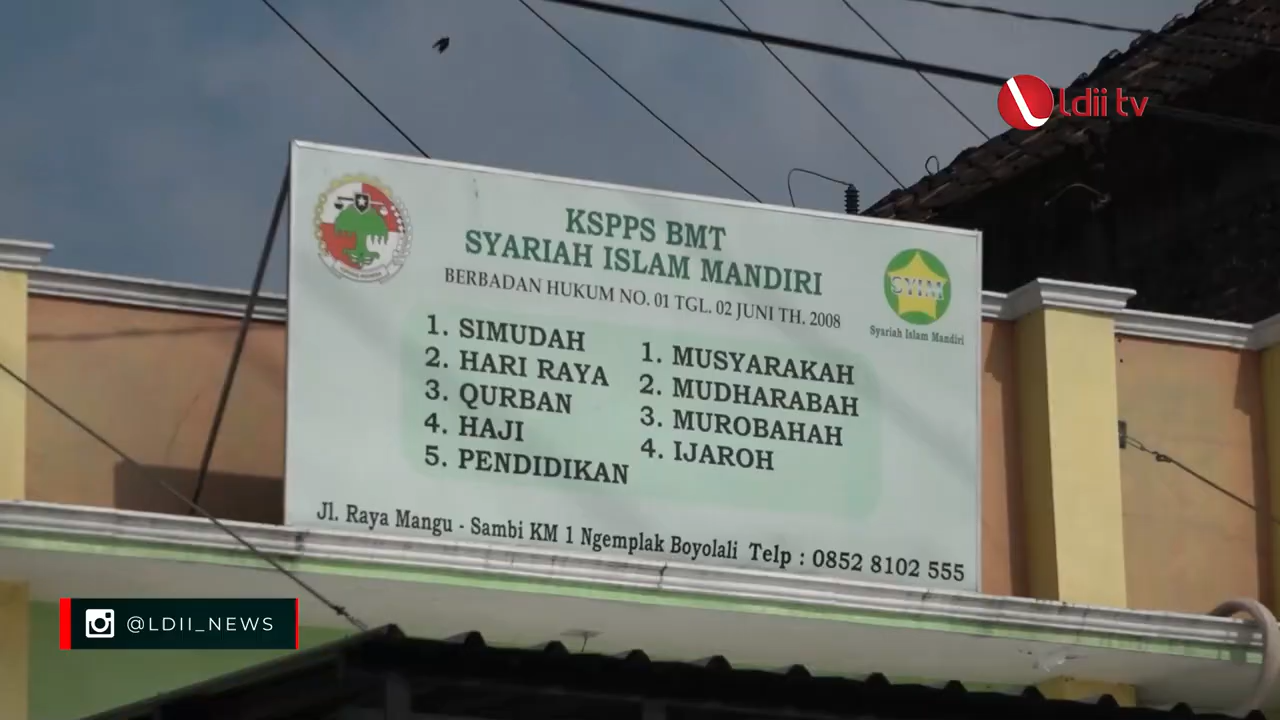 ldii tv
KSPPS BMT
SYARIAH ISLAM MANDIRI
BERBADAN HUKUM NO. 01 TGL. 02 JUNI TH. 2008
SYIM
Syariah Islam Mandiri
1. SIMUDAH
2. HARI RAYA
3. QURBAN
4. HAJI
5. PENDIDIKAN
1. MUSYARAKAH
2. MUDHARABAH
3. MUROBAHAH
4. IJAROH
Jl. Raya Mangu - Sambi KM 1 Ngemplak Boyolali Telp : 0852 8102 555
@LDII_NEWS